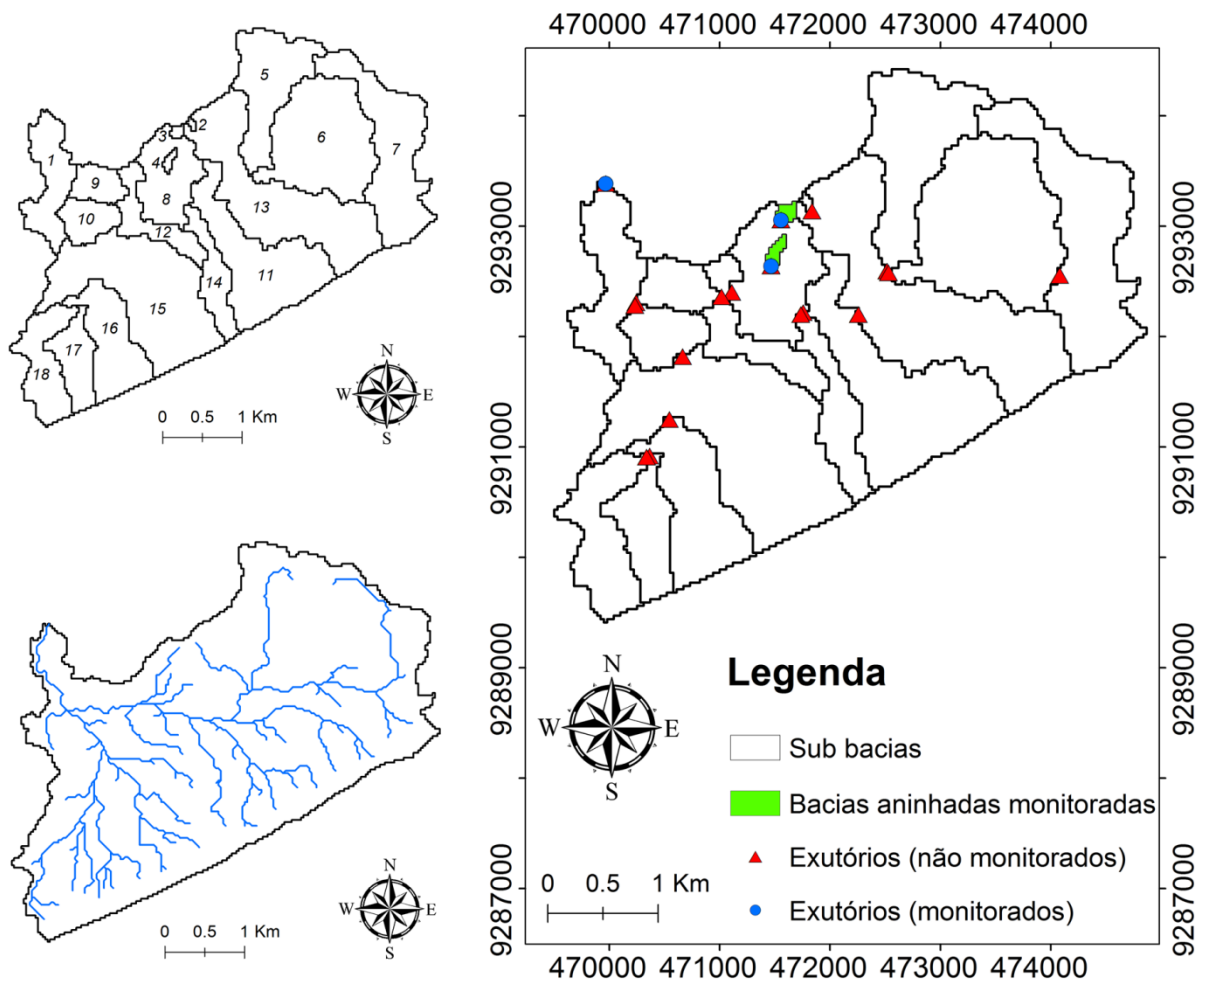 5
2
3
6
7
1
4
9
8
13
10
12
14
11
15
16
17
18
N
W E
S
0 0.5 1 Km
N
W E
S
0 0.5 1 Km
470000 471000 472000 473000 474000
9293000
9291000
9289000
9287000
9293000
9291000
9289000
9287000
Legenda
N
W E
S
Sub bacias
Bacias aninhadas monitoradas
Exutórios (não monitorados)
0 0.5 1 Km
Exutórios (monitorados)
470000 471000 472000 473000 474000